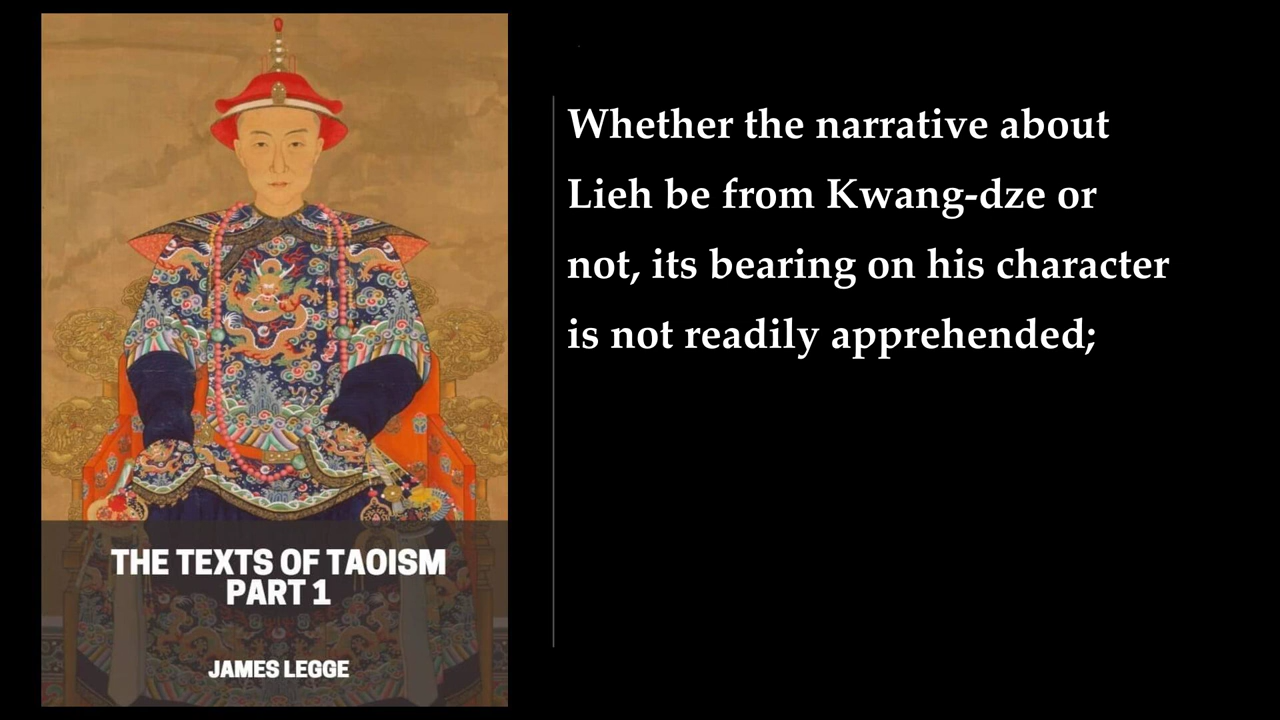 Whether the narrative about
Lieh be from Kwang-dze or
not, its bearing on his character
is not readily apprehended;
THE TEXTS OF TAOISM
PART 1
JAMES LEGGE